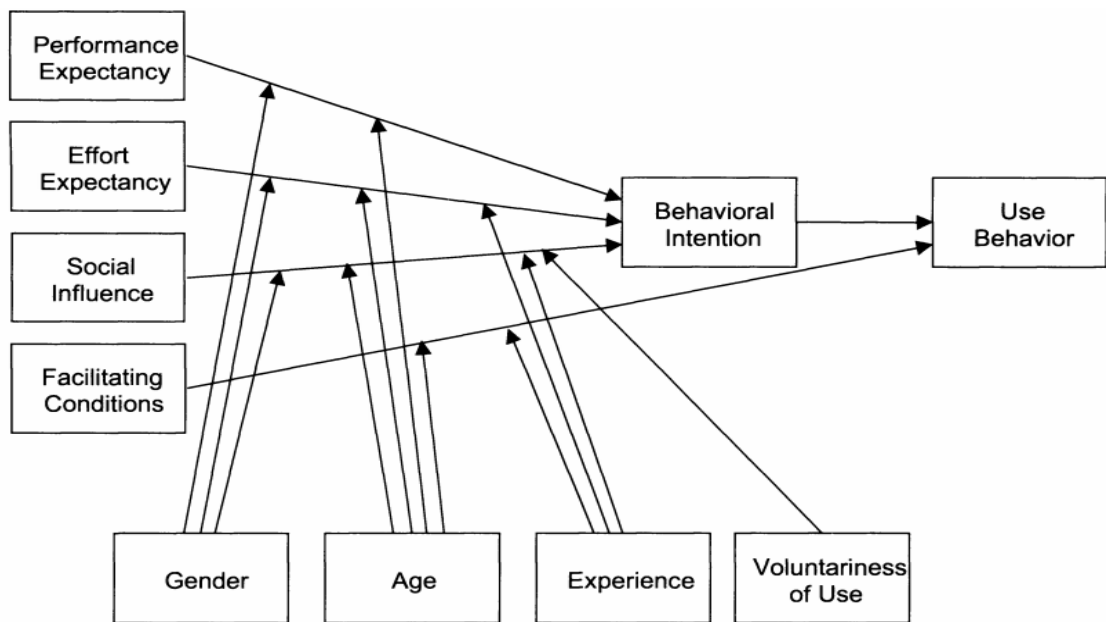 Performance
Expectancy
Effort
Expectancy
Social
Influence
Facilitating
Conditions
Behavioral
Intention
Use
Behavior
Gender
Age
Experience
Voluntariness
of Use